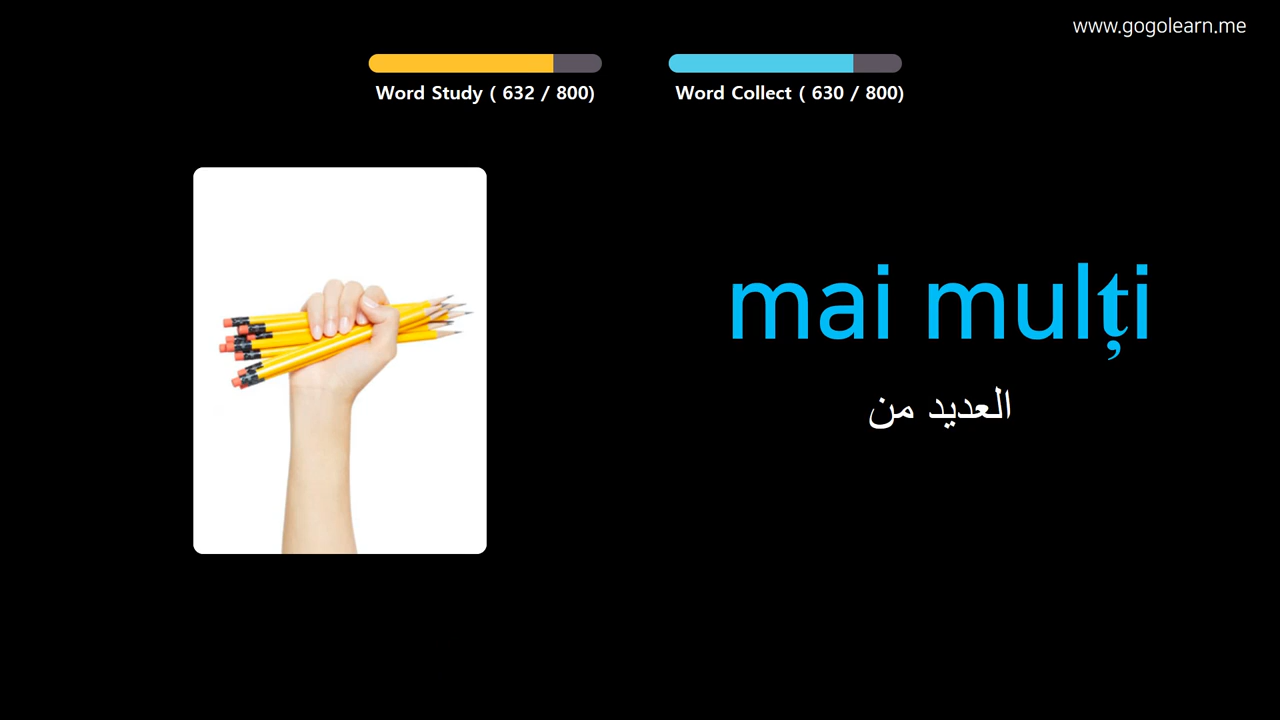 www.gogolearn.me
Word Study ( 632 / 800)
Word Collect ( 630 / 800)
mai mulți
العديد من